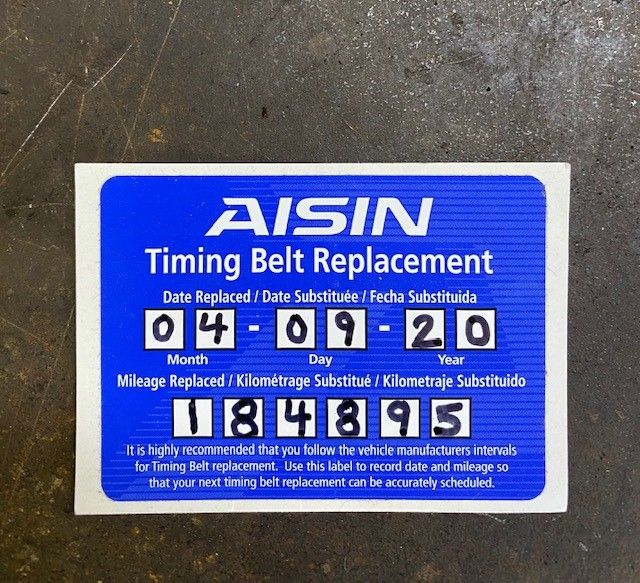 AISIN
Timing Belt Replacement
Date Replaced / Date Substituée / Fecha Substituida
04 - 09 - 20
Month Day Year
Mileage Replaced / Kilométrage Substitué / Kilometraje Substituido
184895
It is highly recommended that you follow the vehicle manufacturers intervals
for Timing Belt replacement. Use this label to record date and mileage so
that your next timing belt replacement can be accurately scheduled.